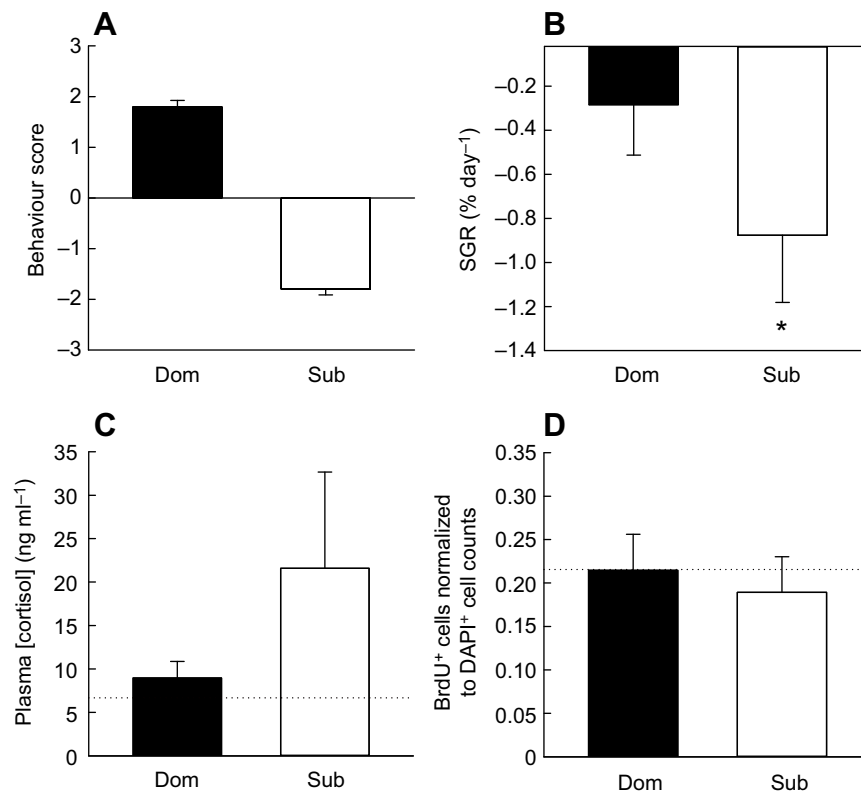 A
3
2
1
0
–1
–2
–3
Behaviour score
Dom Sub
B
–0.2
–0.4
–0.6
–0.8
–1.0
–1.2
–1.4
SGR (% day⁻¹)
*
Dom Sub
C
35
30
25
20
15
10
5
0
Plasma [cortisol] (ng ml⁻¹)
Dom Sub
D
0.35
0.30
0.25
0.20
0.15
0.10
0.05
0
BrdU⁺ cells normalized
to DAPI⁺ cell counts
Dom Sub